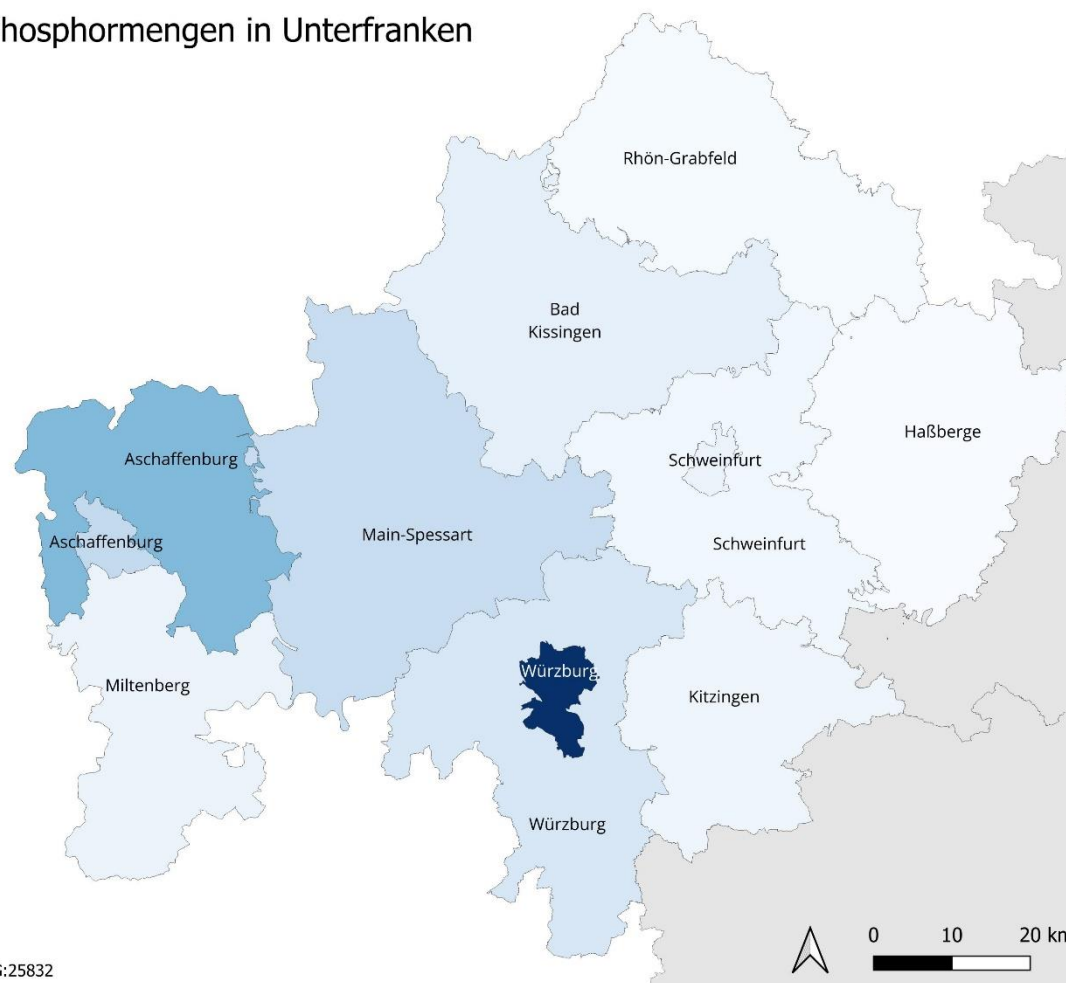 hosphormengen in Unterfranken
Rhön-Grabfeld
Bad
Kissingen
Haßberge
Aschaffenburg
Schweinfurt
Main-Spessart
Aschaffenburg
Schweinfurt
Würzburg
Miltenberg
Kitzingen
Würzburg
0 10 20 km
G:25832